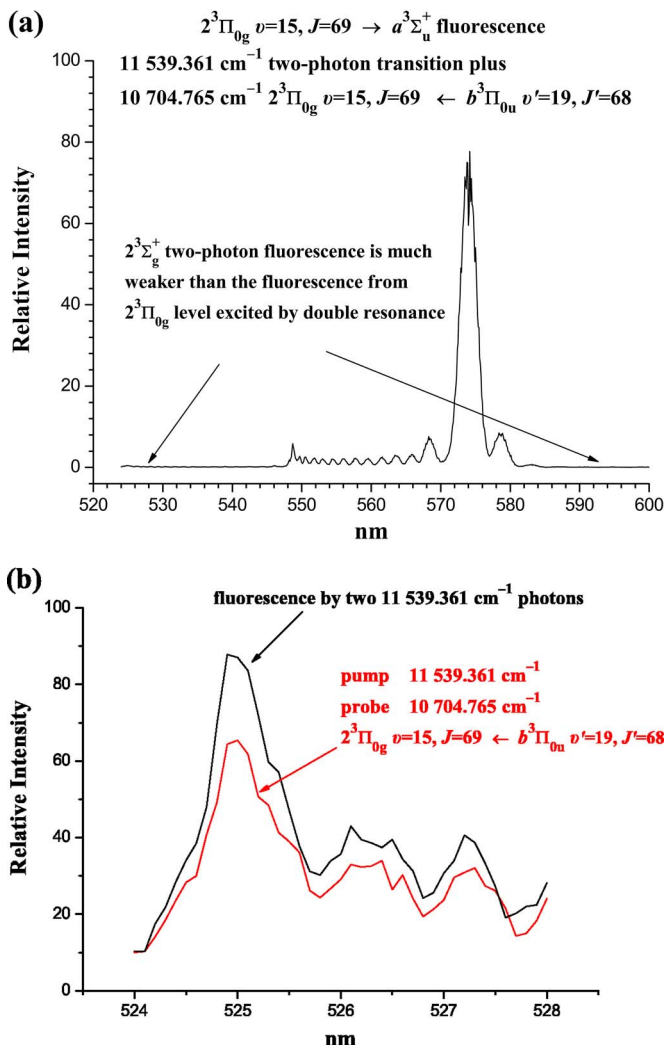 (a)
2³Π0g υ=15, J=69 → a³Σu⁺ fluorescence
11 539.361 cm⁻¹ two-photon transition plus
10 704.765 cm⁻¹ 2³Π0g υ=15, J=69 ← b³Π0u υ'=19, J'=68
100
80
60
40
20
0
Relative Intensity
2³Σg⁺ two-photon fluorescence is much
weaker than the fluorescence from
2³Π0g level excited by double resonance
520 530 540 550 560 570 580 590 600
nm
(b)
fluorescence by two 11 539.361 cm⁻¹ photons
pump 11 539.361 cm⁻¹
probe 10 704.765 cm⁻¹
2³Π0g υ=15, J=69 ← b³Π0u υ'=19, J'=68
100
80
60
40
20
0
Relative Intensity
524 525 526 527 528
nm